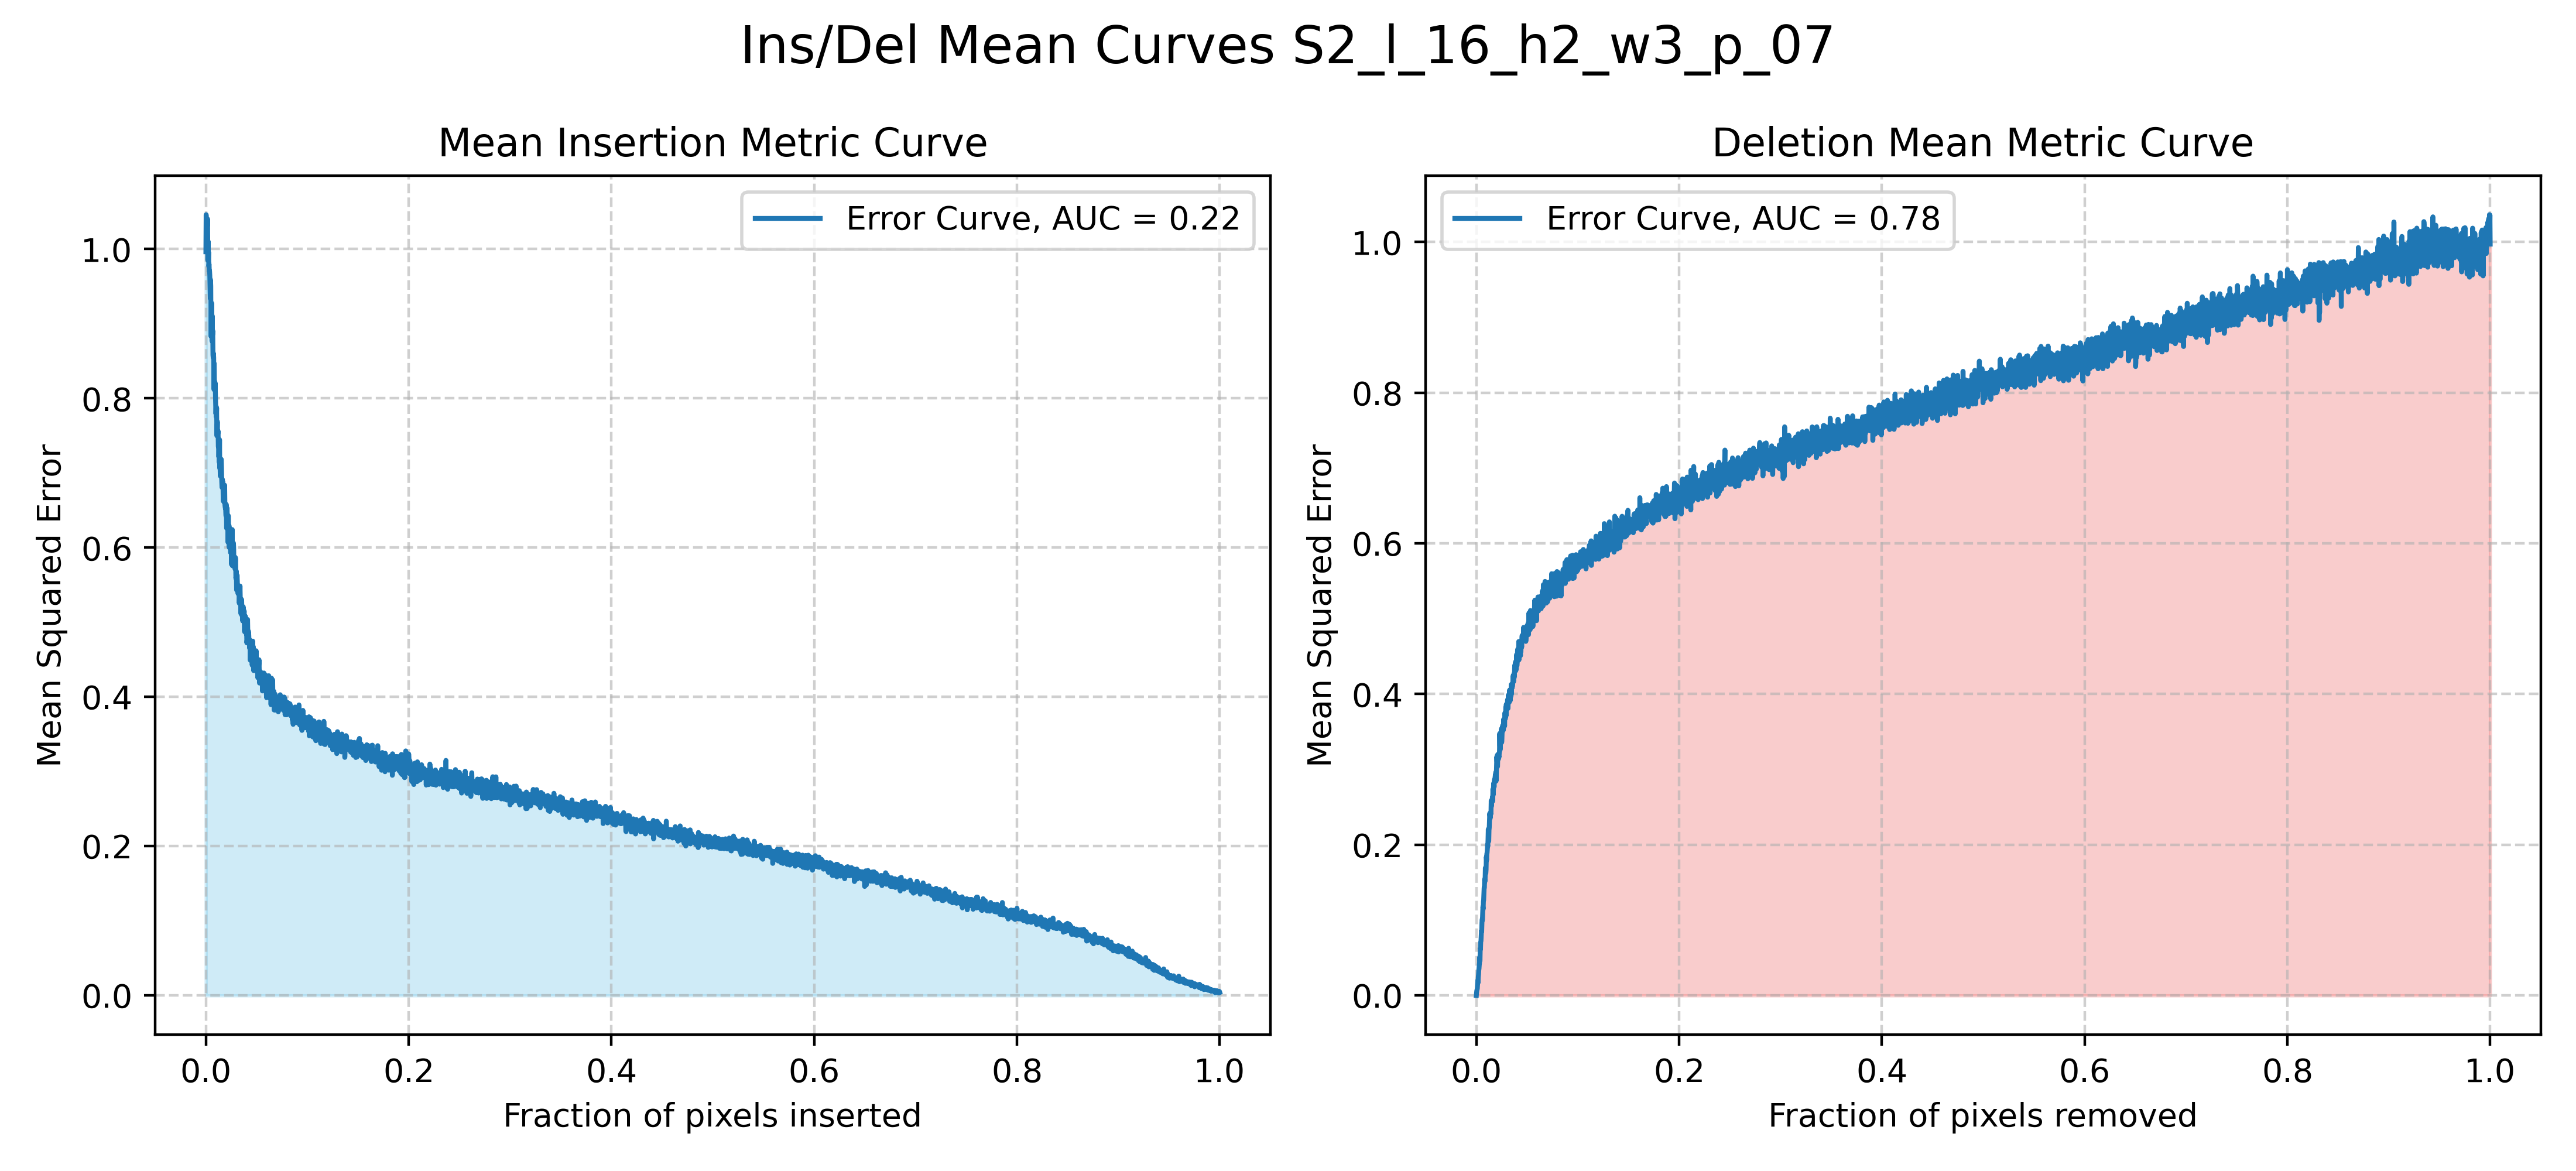 Ins/Del Mean Curves S2_l_16_h2_w3_p_07
Mean Insertion Metric Curve
Error Curve, AUC = 0.22
Mean Squared Error
1.0
0.8
0.6
0.4
0.2
0.0
0.0 0.2 0.4 0.6 0.8 1.0
Fraction of pixels inserted
Deletion Mean Metric Curve
Error Curve, AUC = 0.78
Mean Squared Error
1.0
0.8
0.6
0.4
0.2
0.0
0.0 0.2 0.4 0.6 0.8 1.0
Fraction of pixels removed